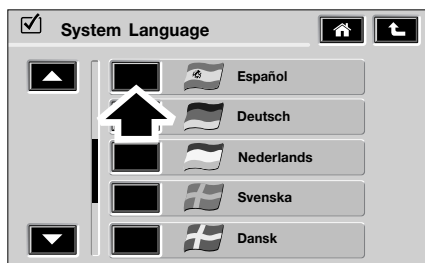 System Language
Español
Deutsch
Nederlands
Svenska
Dansk